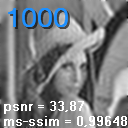 1000
psnr = 33,87
ms-ssim = 0,99648